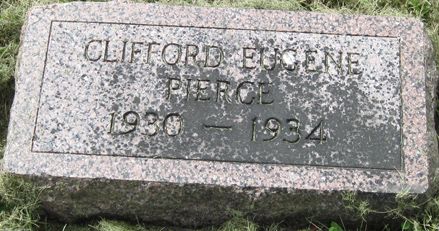 CLIFFORD EUGENE
PIERCE
1930 — 1934